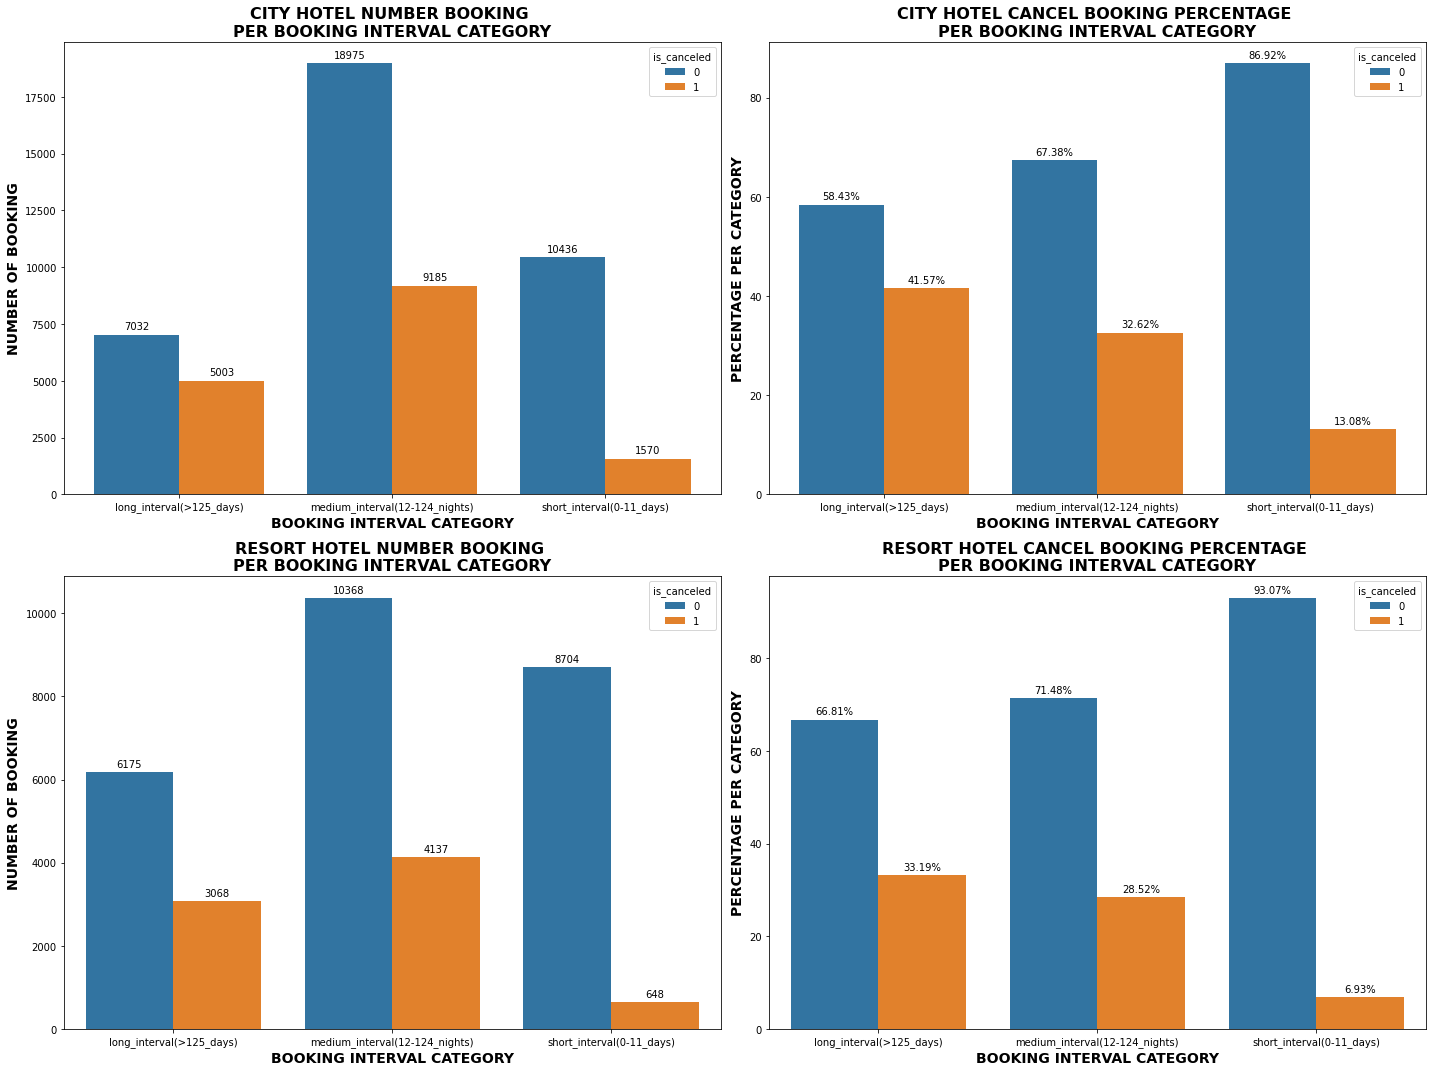 CITY HOTEL NUMBER BOOKING
PER BOOKING INTERVAL CATEGORY
is_canceled
0
1
NUMBER OF BOOKING
17500
15000
12500
10000
7500
5000
2500
0
7032
5003
18975
9185
10436
1570
long_interval(>125_days)
medium_interval(12-124_nights)
short_interval(0-11_days)
BOOKING INTERVAL CATEGORY
CITY HOTEL CANCEL BOOKING PERCENTAGE
PER BOOKING INTERVAL CATEGORY
is_canceled
0
1
PERCENTAGE PER CATEGORY
80
60
40
20
0
58.43%
41.57%
67.38%
32.62%
86.92%
13.08%
long_interval(>125_days)
medium_interval(12-124_nights)
short_interval(0-11_days)
BOOKING INTERVAL CATEGORY
RESORT HOTEL NUMBER BOOKING
PER BOOKING INTERVAL CATEGORY
is_canceled
0
1
NUMBER OF BOOKING
10000
8000
6000
4000
2000
0
6175
3068
10368
4137
8704
648
long_interval(>125_days)
medium_interval(12-124_nights)
short_interval(0-11_days)
BOOKING INTERVAL CATEGORY
RESORT HOTEL CANCEL BOOKING PERCENTAGE
PER BOOKING INTERVAL CATEGORY
is_canceled
0
1
PERCENTAGE PER CATEGORY
80
60
40
20
0
66.81%
33.19%
71.48%
28.52%
93.07%
6.93%
long_interval(>125_days)
medium_interval(12-124_nights)
short_interval(0-11_days)
BOOKING INTERVAL CATEGORY